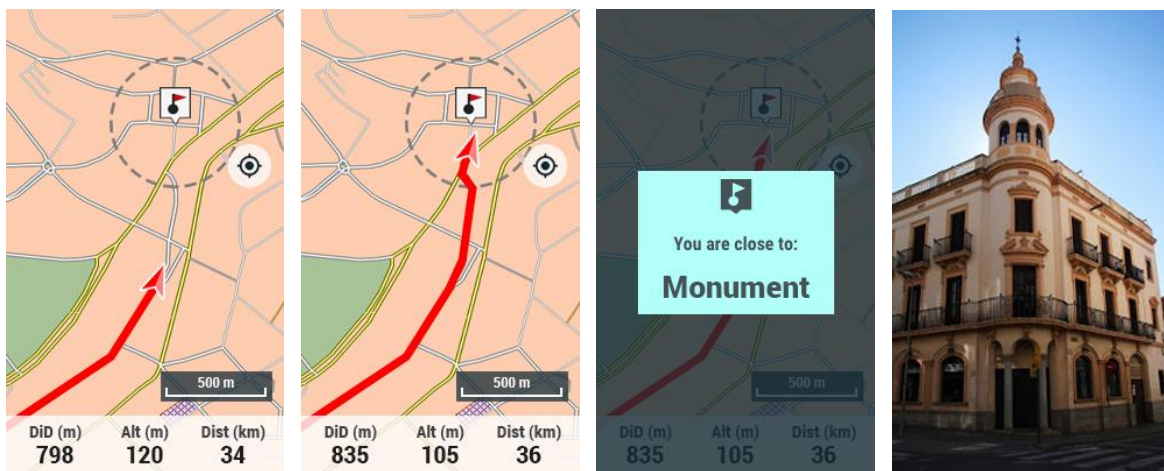 500 m
DiD (m) Alt (m) Dist (km)
798 120 34
500 m
DiD (m) Alt (m) Dist (km)
835 105 36
You are close to:
Monument
500 m
DiD (m) Alt (m) Dist (km)
835 105 36